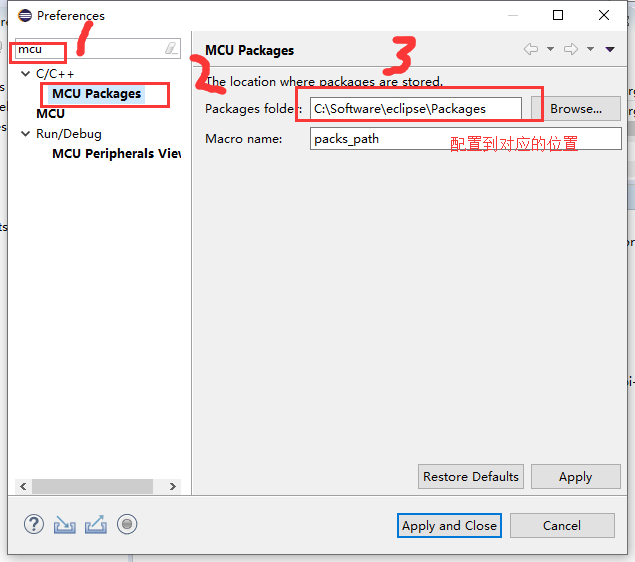 Preferences
1
mcu
C/C++
MCU Packages
MCU
Run/Debug
MCU Peripherals View
2
3
MCU Packages
The location where packages are stored.
Packages folder: C:\Software\eclipse\Packages Browse...
Macro name: packs_path
配置到对应的位置
Restore Defaults Apply
Apply and Close Cancel